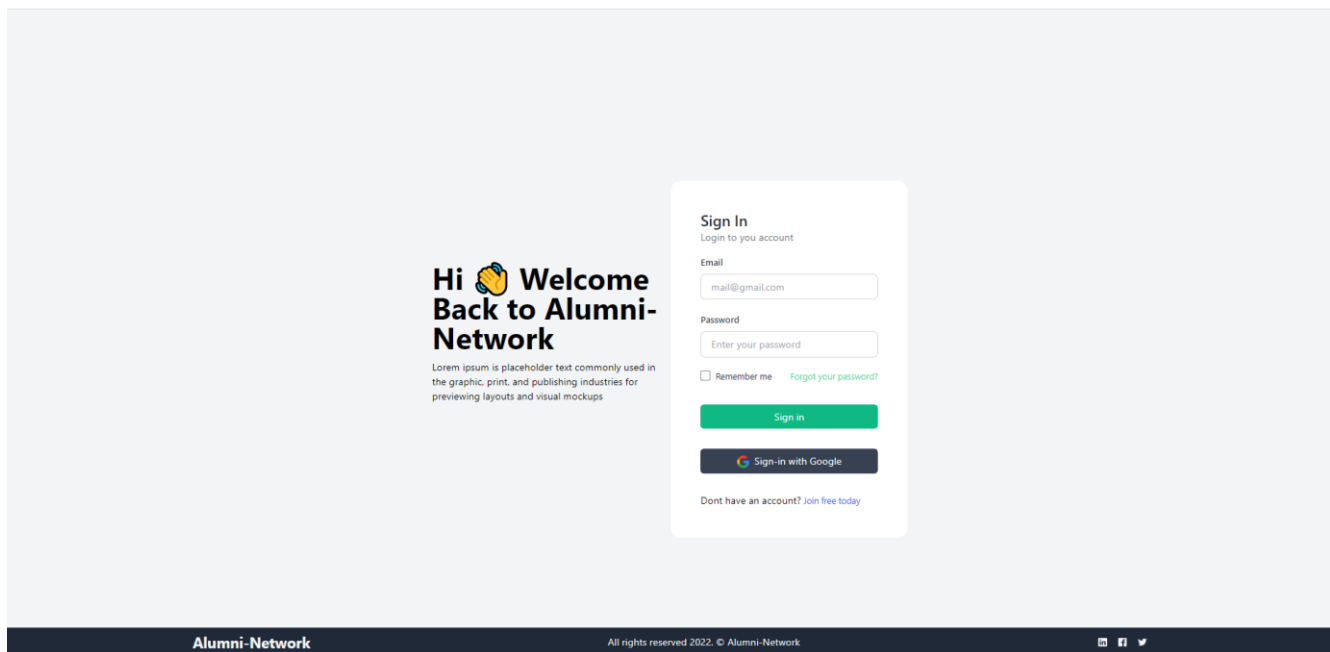 Hi 👋 Welcome
Back to Alumni-
Network
Lorem ipsum is placeholder text commonly used in
the graphic, print, and publishing industries for
previewing layouts and visual mockups
Sign In
Login to you account
Email
mail@gmail.com
Password
Enter your password
Remember me Forgot your password?
Sign in
Sign-in with Google
Dont have an account? Join free today
Alumni-Network All rights reserved 2022. © Alumni-Network